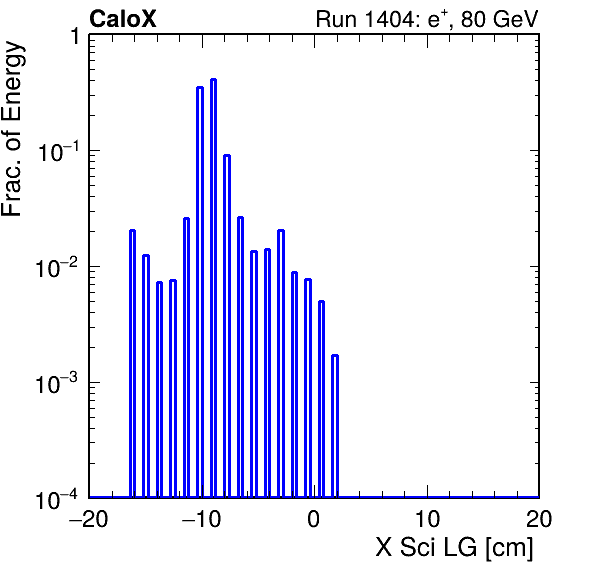 CaloX Run 1404: e⁺, 80 GeV
Frac. of Energy
1
10⁻¹
10⁻²
10⁻³
10⁻⁴
−20 −10 0 10 20
X Sci LG [cm]